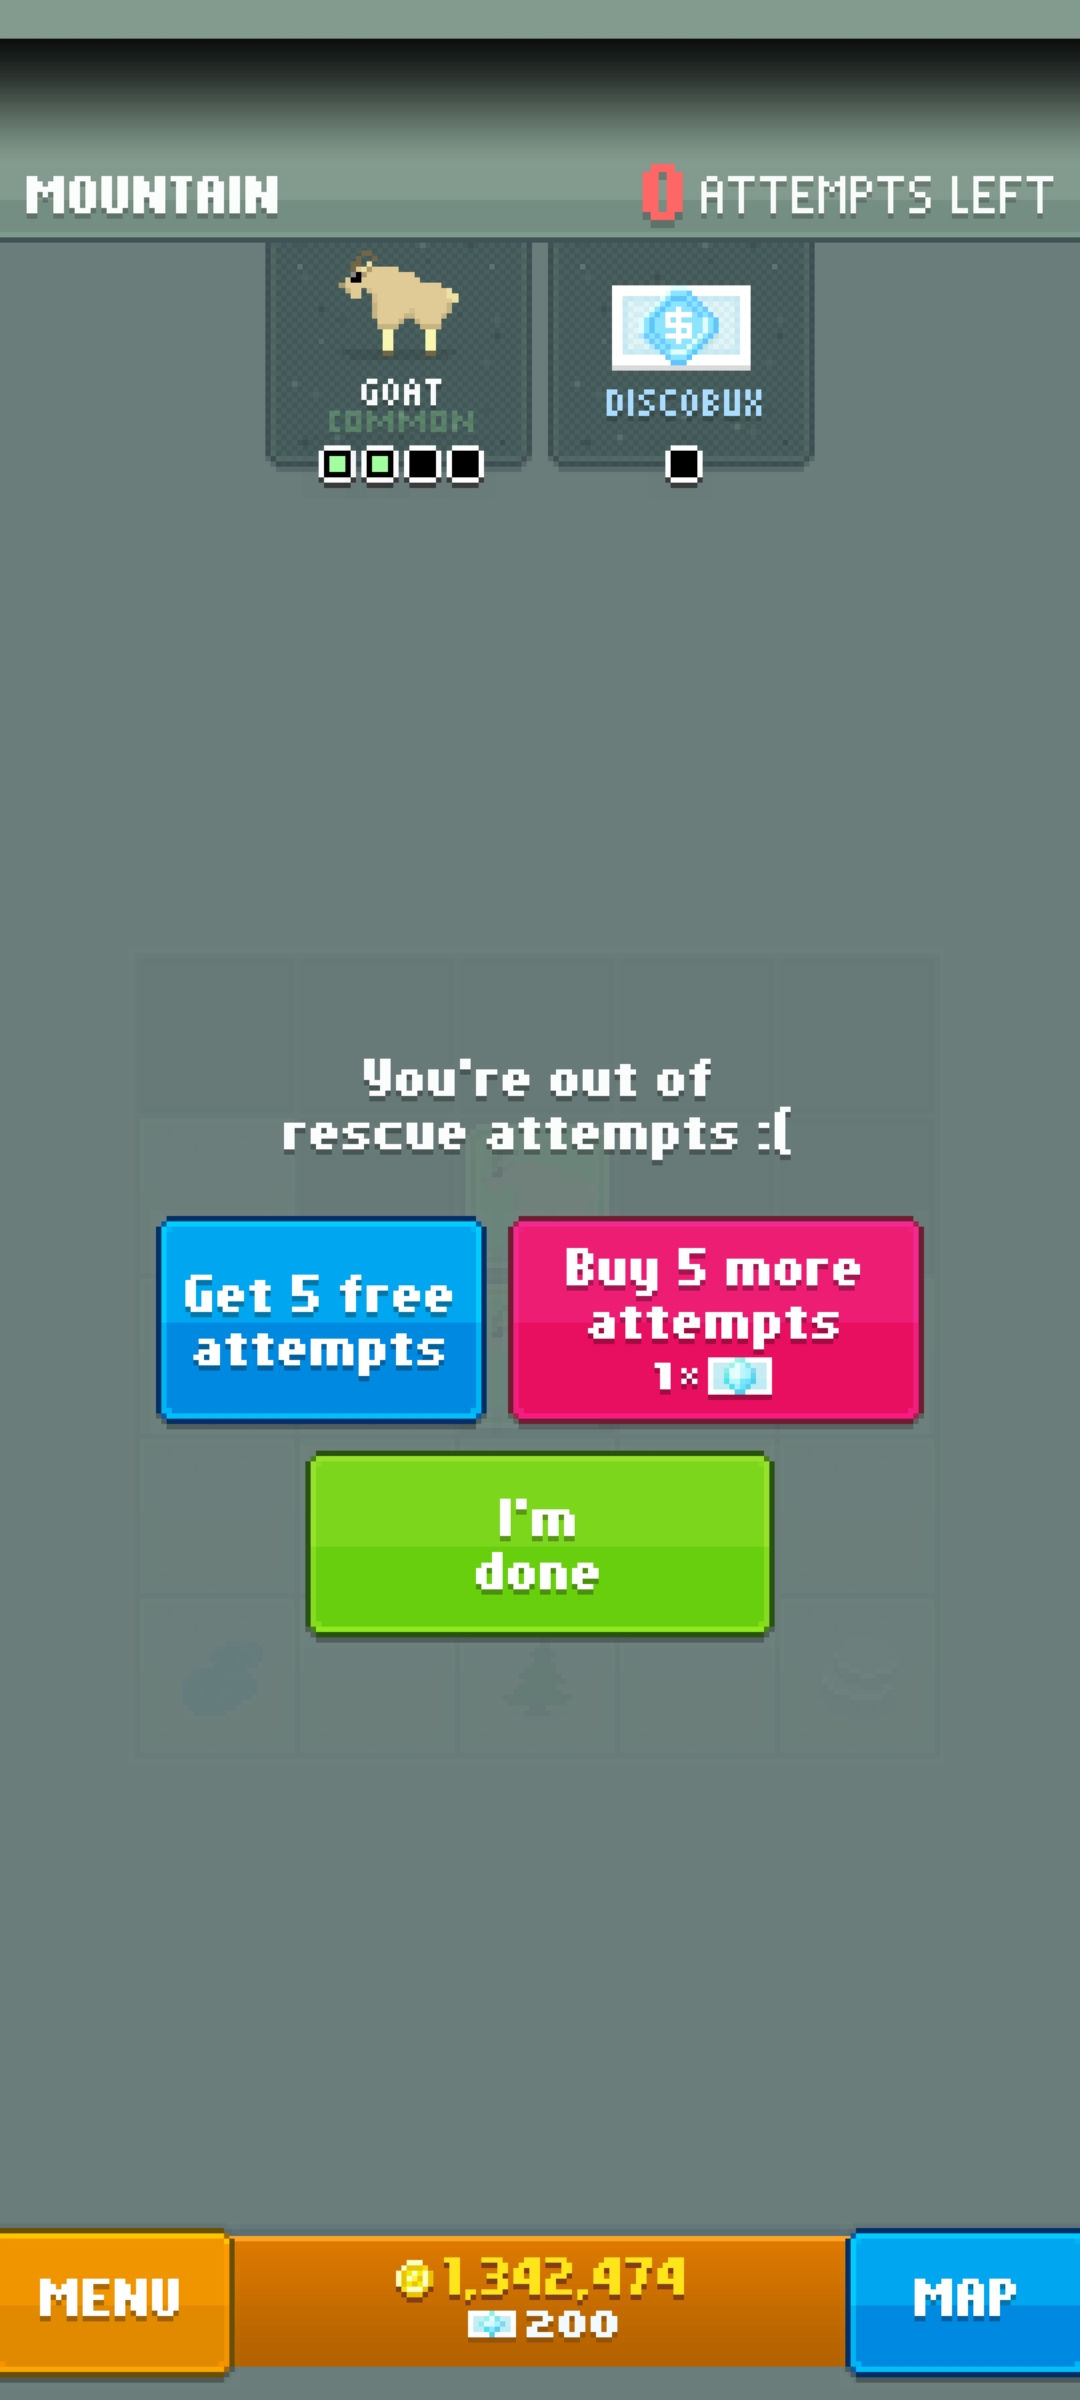 MOUNTAIN
0 ATTEMPTS LEFT
GOAT
COMMON
$
DISCOBUX
You're out of
rescue attempts :(
Get 5 free
attempts
Buy 5 more
attempts
1×
I'm
done
MENU
1,342,474
200
MAP